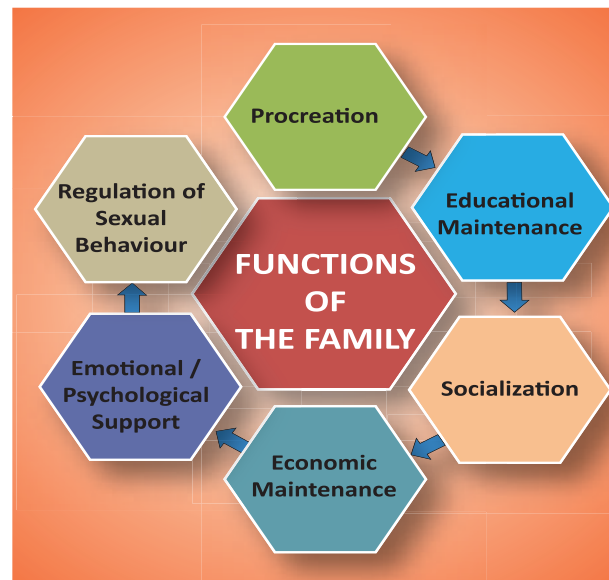 Procreation
Educational
Maintenance
Socialization
Economic
Maintenance
Emotional /
Psychological
Support
Regulation of
Sexual
Behaviour
FUNCTIONS
OF
THE FAMILY